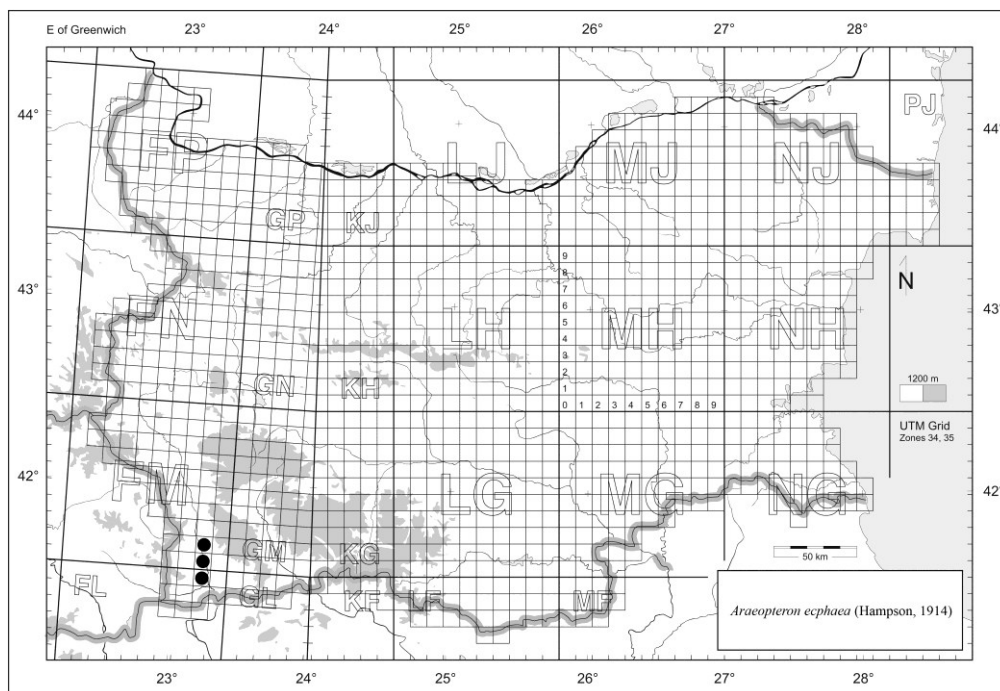 E of Greenwich
23° 24° 25° 26° 27° 28°
44° 44°
PJ
FP LJ MJ NJ
GP KJ
9
8
7
6
5
4
3
2
1
0 1 2 3 4 5 6 7 8 9
N
43° 43°
FN LH MH NH
GN KH
1200 m
UTM Grid
Zones 34, 35
42° 42°
FM LG MG NG
GM KG
50 km
FL GL KF LF MF
Araeopteron ecphaea (Hampson, 1914)
23° 24° 25° 26° 27° 28°